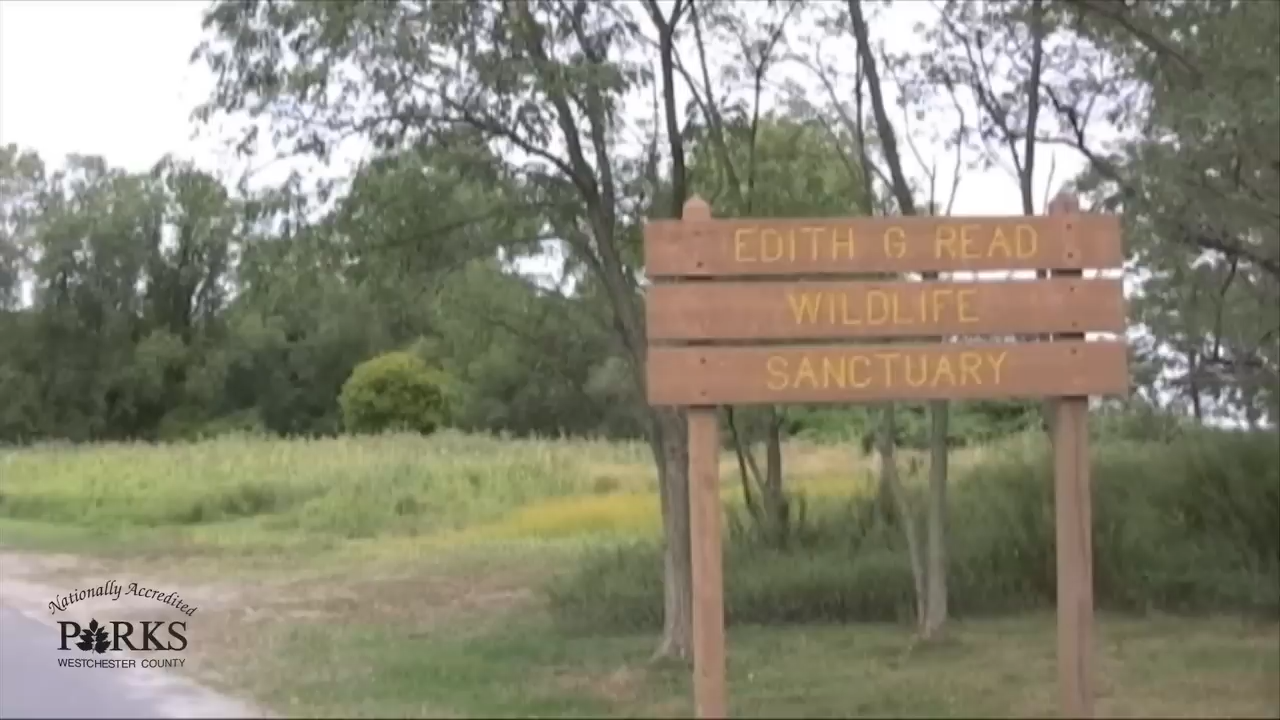 EDITH G READ
WILDLIFE
SANCTUARY
Nationally Accredited
PARKS
WESTCHESTER COUNTY